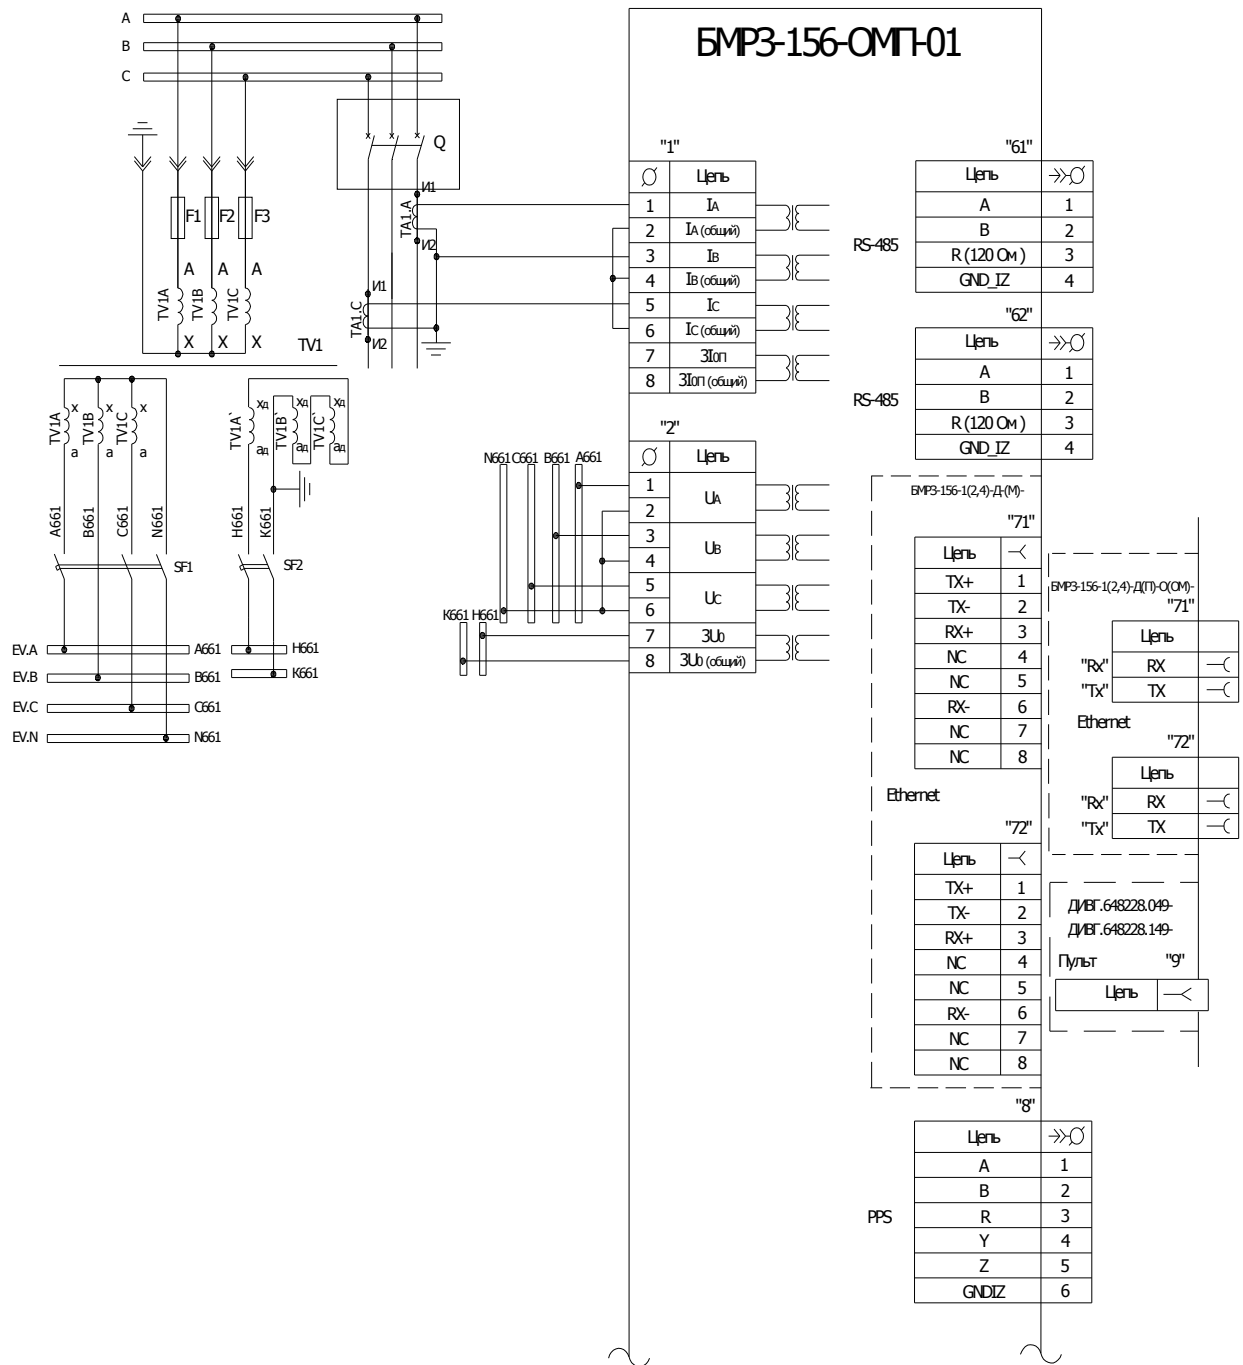 БМРЗ-156-ОМП-01
A
B
C
Q
F1 F2 F3
A A A
TV1A TV1B TV1C
X X X
TV1
И1
TA1.A
И2
И1
TA1.C
И2
TV1A TV1B TV1C
x x x
a a a
TV1A` TV1B` TV1C`
xд xд xд
aд aд aд
A661 B661 C661 N661
H661 K661
SF1
SF2
EV.A A661
EV.B B661
EV.C C661
EV.N N661
H661
K661
"1"
Цепь
1 IA
2 IA (общий)
3 IB
4 IB (общий)
5 IC
6 IC (общий)
7 3I0П
8 3I0П (общий)
"2"
Цепь
1
2
UA
3
4
UB
5
6
UC
7 3U0
8 3U0 (общий)
N661 C661 B661 A661
K661 H661
"61"
Цепь
RS-485
A 1
B 2
R (120 Ом) 3
GND_IZ 4
"62"
Цепь
RS-485
A 1
B 2
R (120 Ом) 3
GND_IZ 4
БМРЗ-156-1(2,4)-Д-(М)-
"71"
Цепь
TX+ 1
TX- 2
RX+ 3
NC 4
NC 5
RX- 6
NC 7
NC 8
Ethernet
"72"
Цепь
TX+ 1
TX- 2
RX+ 3
NC 4
NC 5
RX- 6
NC 7
NC 8
БМРЗ-156-1(2,4)-Д(П)-О(ОМ)-
"71"
Цепь
"Rx" RX
"Tx" TX
Ethernet
"72"
Цепь
"Rx" RX
"Tx" TX
ДИВГ.648228.049-
ДИВГ.648228.149-
Пульт "9"
Цепь
"8"
Цепь
PPS
A 1
B 2
R 3
Y 4
Z 5
GNDIZ 6